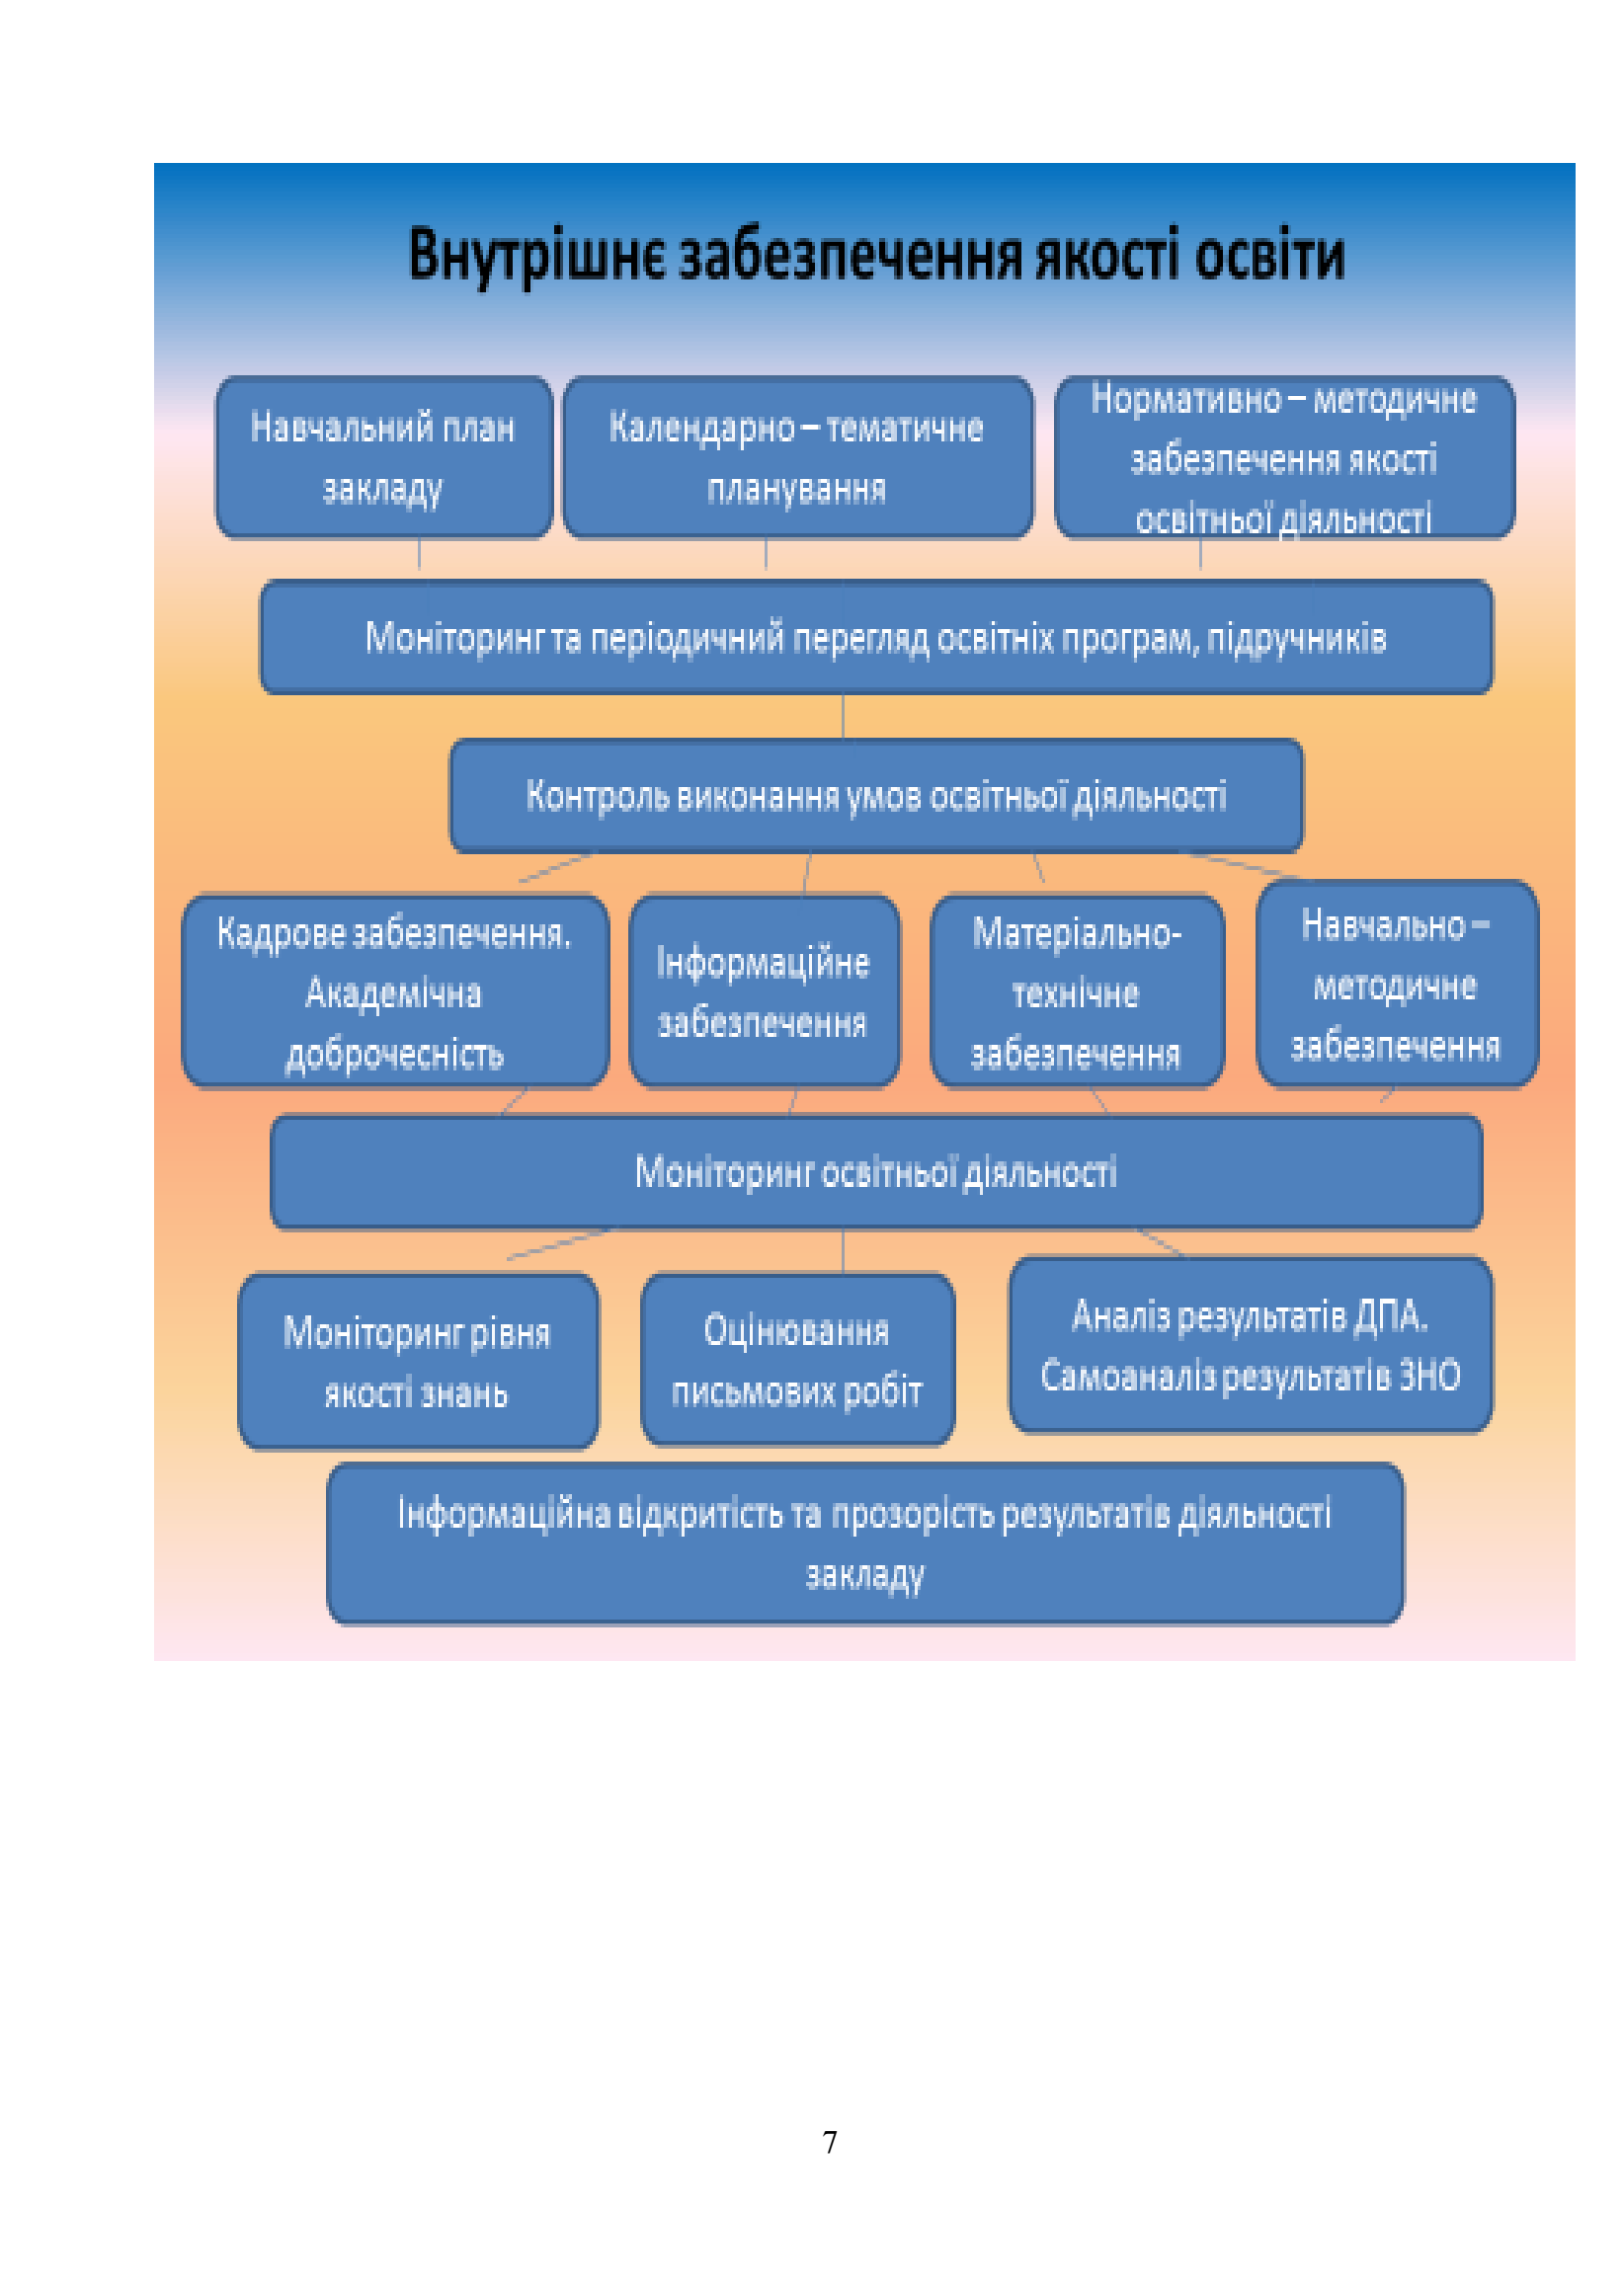 Внутрішнє забезпечення якості освіти
Навчальний план
закладу
Календарно – тематичне
планування
Нормативно – методичне
забезпечення якості
освітньої діяльності
Моніторинг та періодичний перегляд освітніх програм, підручників
Контроль виконання умов освітньої діяльності
Кадрове забезпечення.
Академічна
доброчесність
Інформаційне
забезпечення
Матеріально-
технічне
забезпечення
Навчально –
методичне
забезпечення
Моніторинг освітньої діяльності
Моніторинг рівня
якості знань
Оцінювання
письмових робіт
Аналіз результатів ДПА.
Самоаналіз результатів ЗНО
Інформаційна відкритість та прозорість результатів діяльності
закладу
7